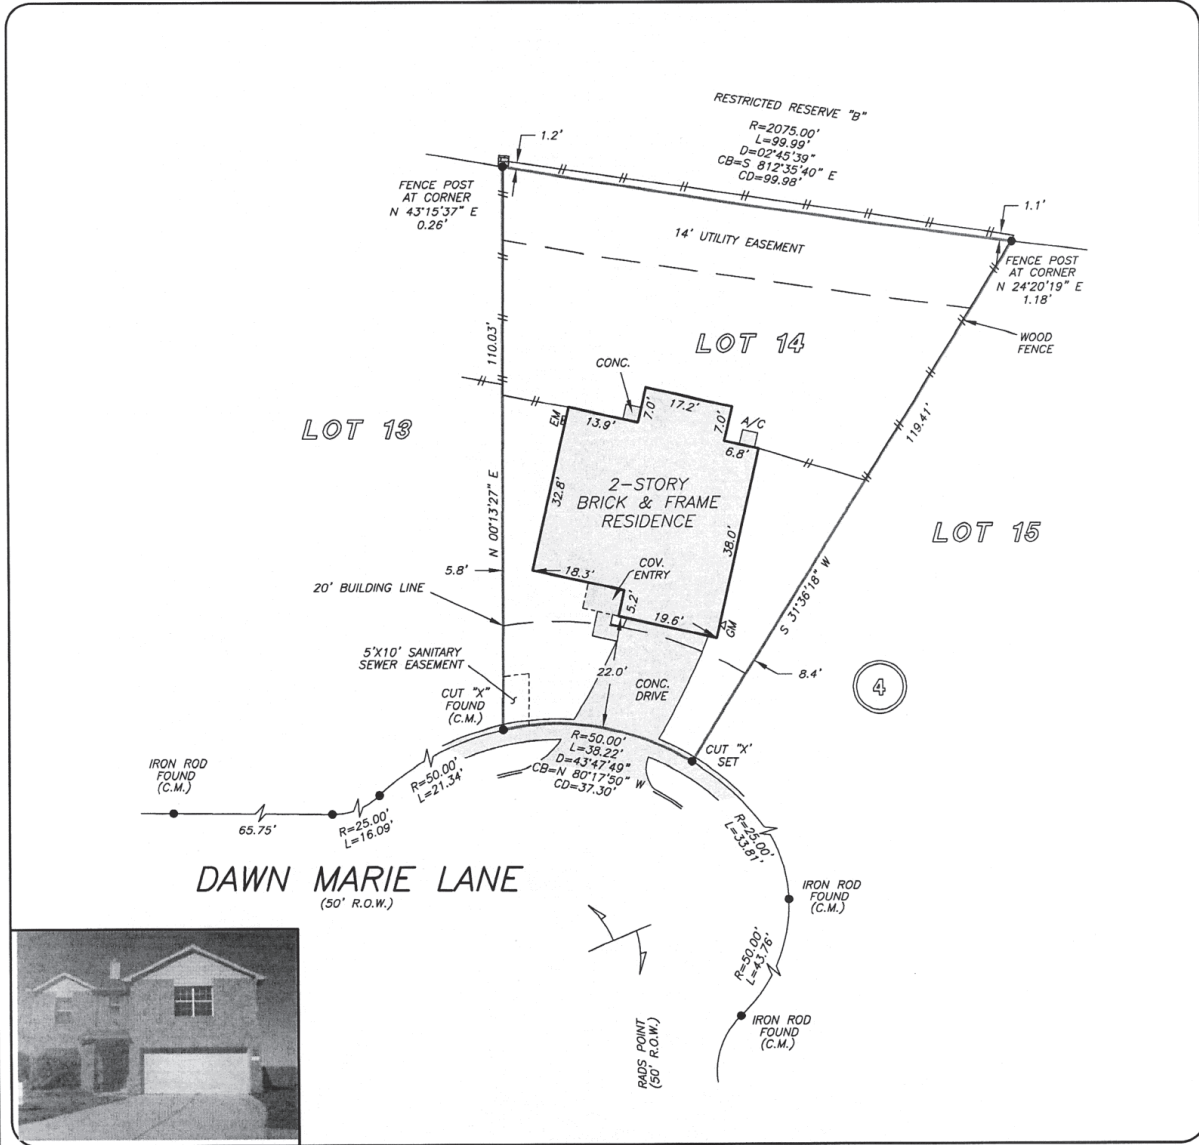 RESTRICTED RESERVE "B"
R=2075.00'
L=99.99'
D=02°45'39"
CB=S 812°35'40" E
CD=99.98'
1.2'
FENCE POST
AT CORNER
N 43°15'37" E
0.26'
1.1'
14' UTILITY EASEMENT
FENCE POST
AT CORNER
N 24°20'19" E
1.18'
WOOD
FENCE
LOT 14
110.03'
CONC.
17.2'
7.0'
7.0'
A/C
EM
13.9'
6.8'
119.41'
LOT 13
2-STORY
BRICK & FRAME
RESIDENCE
32.8'
38.0'
LOT 15
N 00°13'27" E
COV.
ENTRY
5.8'
18.3'
20' BUILDING LINE
5.2'
19.6'
GM
S 31°36'18" W
5'X10' SANITARY
SEWER EASEMENT
22.0'
CONC.
DRIVE
8.4'
4
CUT "X"
FOUND
(C.M.)
R=50.00'
L=38.22'
D=43°47'49"
CB=N 80°17'50" W
CD=37.30'
CUT "X'
SET
IRON ROD
FOUND
(C.M.)
R=50.00'
L=21.34'
65.75'
R=25.00'
L=16.09'
R=25.00'
L=33.81'
DAWN MARIE LANE
(50' R.O.W.)
IRON ROD
FOUND
(C.M.)
R=50.00'
L=43.76'
IRON ROD
FOUND
(C.M.)
RADS POINT
(50' R.O.W.)